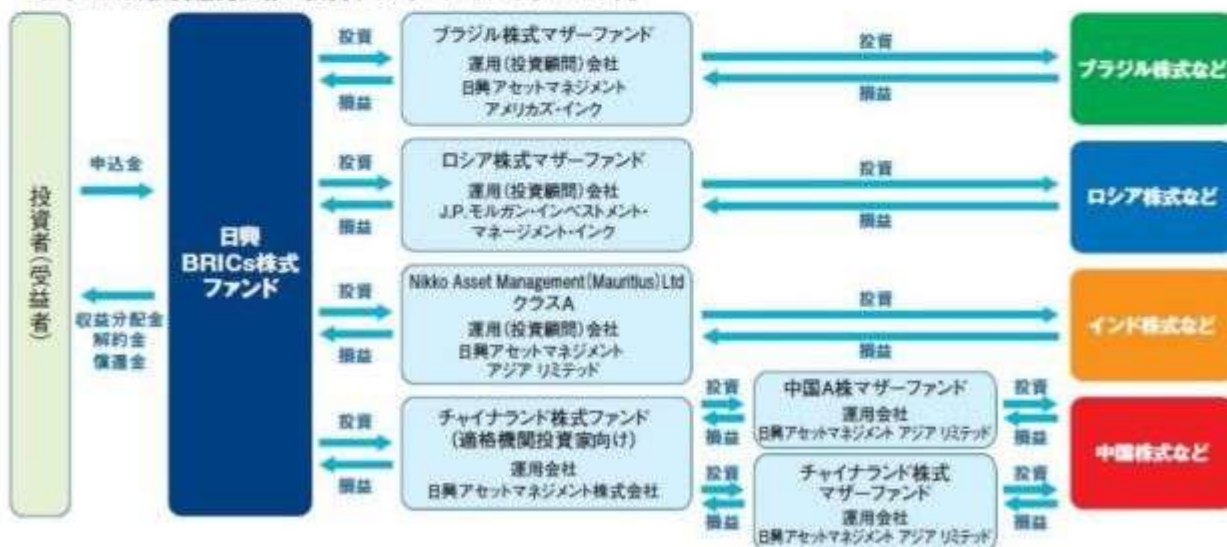 投資者(受益者)
申込金
収益分配金
解約金
償還金
日興
BRICs株式
ファンド
投資
損益
ブラジル株式マザーファンド
運用(投資顧問)会社
日興アセットマネジメント
アメリカズ・インク
投資
損益
ブラジル株式など
投資
損益
ロシア株式マザーファンド
運用(投資顧問)会社
J.P.モルガン・インベストメント・
マネージメント・インク
投資
損益
ロシア株式など
投資
損益
Nikko Asset Management(Mauritius)Ltd
クラスA
運用(投資顧問)会社
日興アセットマネジメント
アジア リミテッド
投資
損益
インド株式など
投資
損益
チャイナランド株式ファンド
(適格機関投資家向け)
運用会社
日興アセットマネジメント株式会社
投資
損益
中国A株マザーファンド
運用会社
日興アセットマネジメント アジア リミテッド
投資
損益
投資
損益
チャイナランド株式
マザーファンド
運用会社
日興アセットマネジメント アジア リミテッド
投資
損益
中国株式など